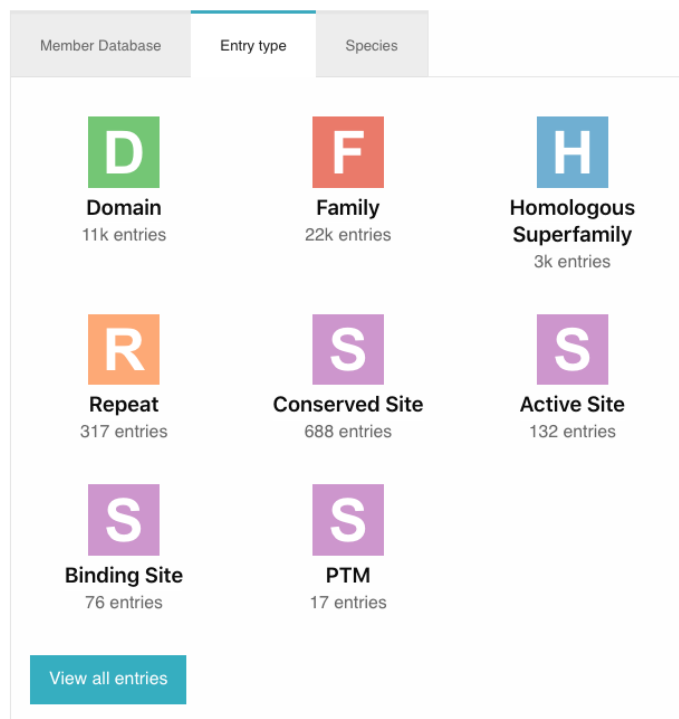 Member Database
Entry type
Species
D
F
H
Domain
Family
Homologous
Superfamily
11k entries
22k entries
3k entries
R
S
S
Repeat
Conserved Site
Active Site
317 entries
688 entries
132 entries
S
S
Binding Site
PTM
76 entries
17 entries
View all entries